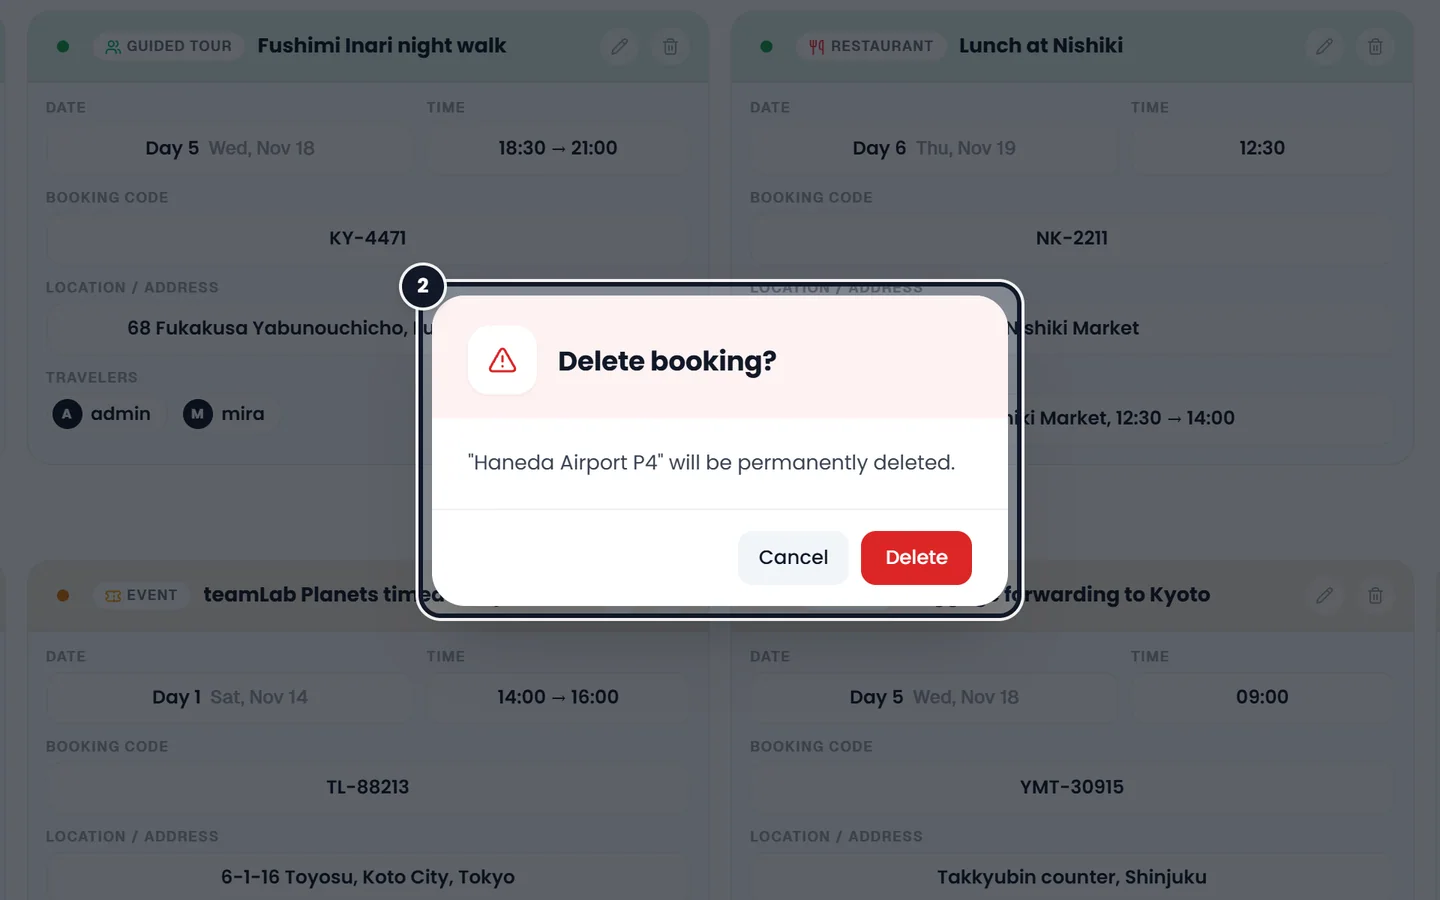 GUIDED TOUR Fushimi Inari night walk
DATE TIME
Day 5 Wed, Nov 18 18:30 → 21:00
BOOKING CODE
KY-4471
LOCATION / ADDRESS
68 Fukakusa Yabunouchicho,
TRAVELERS
A admin M mira
RESTAURANT Lunch at Nishiki
DATE TIME
Day 6 Thu, Nov 19 12:30
BOOKING CODE
NK-2211
LOCATION / ADDRESS
Nishiki Market
Market, 12:30 → 14:00
2
Delete booking?
"Haneda Airport P4" will be permanently deleted.
Cancel Delete
EVENT teamLab Planets timed
DATE TIME
Day 1 Sat, Nov 14 14:00 → 16:00
BOOKING CODE
TL-88213
LOCATION / ADDRESS
6-1-16 Toyosu, Koto City, Tokyo
forwarding to Kyoto
DATE TIME
Day 5 Wed, Nov 18 09:00
BOOKING CODE
YMT-30915
LOCATION / ADDRESS
Takkyubin counter, Shinjuku